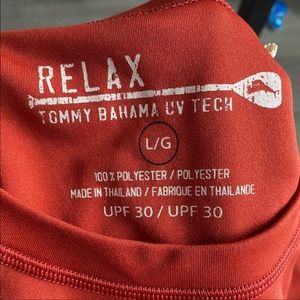 RELAX
TOMMY BAHAMA UV TECH
L/G
100% POLYESTER / POLYESTER
MADE IN THAILAND / FABRIQUE EN THAILANDE
UPF 30 / UPF 30